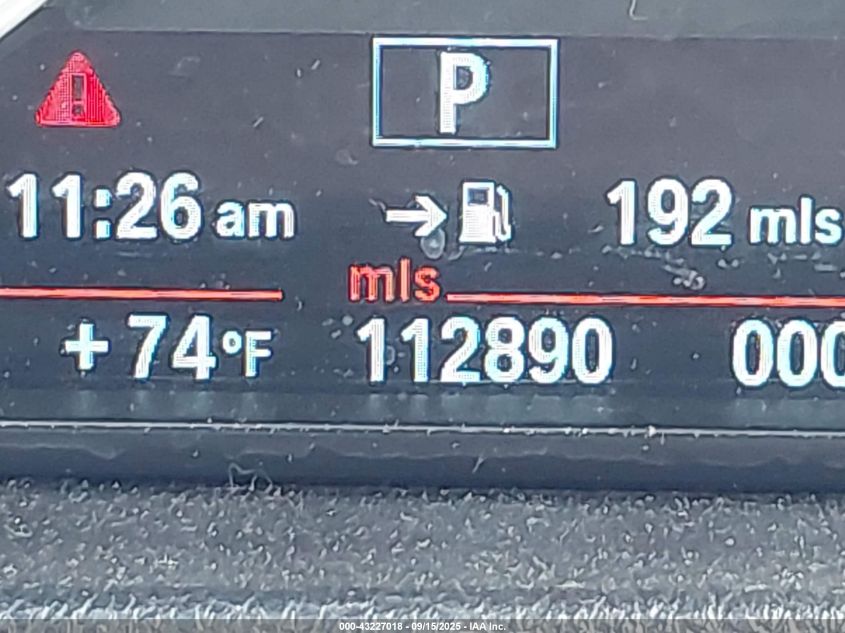 P
11:26 am 192 mls
mls
+ 74 °F 112890 000
000-43227018 - 09/15/2025 - IAA Inc.